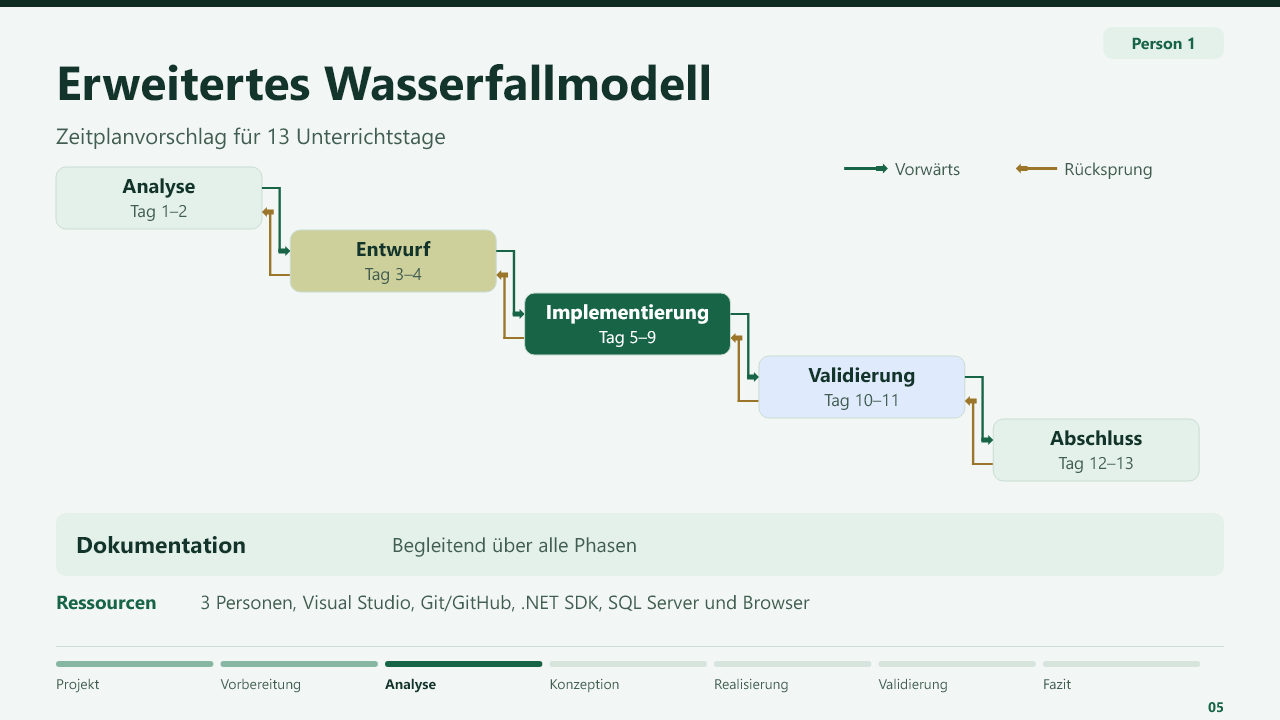 Person 1
Erweitertes Wasserfallmodell
Zeitplanvorschlag für 13 Unterrichtstage
Vorwärts
Rücksprung
Analyse
Tag 1–2
Entwurf
Tag 3–4
Implementierung
Tag 5–9
Validierung
Tag 10–11
Abschluss
Tag 12–13
Dokumentation Begleitend über alle Phasen
Ressourcen 3 Personen, Visual Studio, Git/GitHub, .NET SDK, SQL Server und Browser
Projekt Vorbereitung Analyse Konzeption Realisierung Validierung Fazit
05